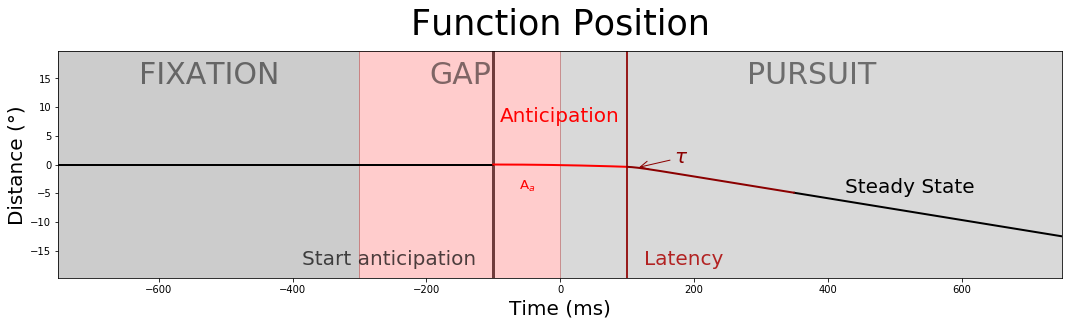 Function Position
FIXATION
GAP
PURSUIT
Anticipation
τ
A_a
Steady State
Start anticipation
Latency
Distance (°)
15
10
5
0
−5
−10
−15
−600
−400
−200
0
200
400
600
Time (ms)